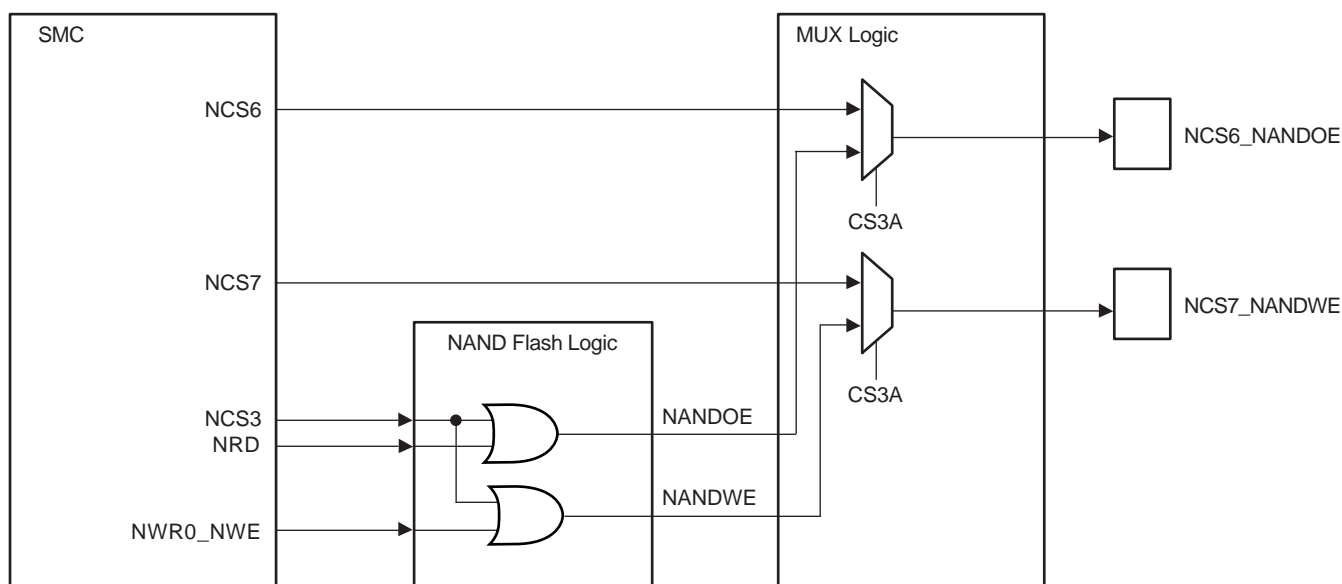 SMC
MUX Logic
NCS6
NCS6_NANDOE
CS3A
NCS7
NCS7_NANDWE
NAND Flash Logic
CS3A
NCS3
NANDOE
NRD
NANDWE
NWR0_NWE